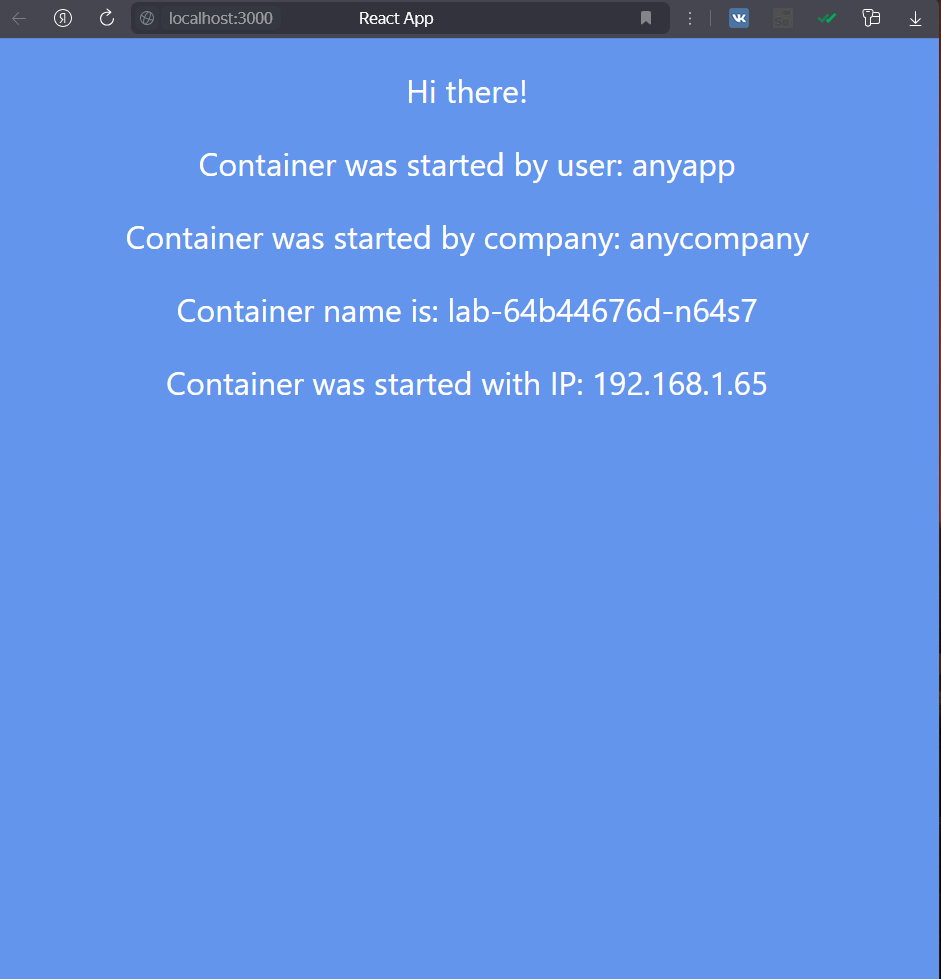 Я localhost:3000 React App
Hi there!
Container was started by user: anyapp
Container was started by company: anycompany
Container name is: lab-64b44676d-n64s7
Container was started with IP: 192.168.1.65